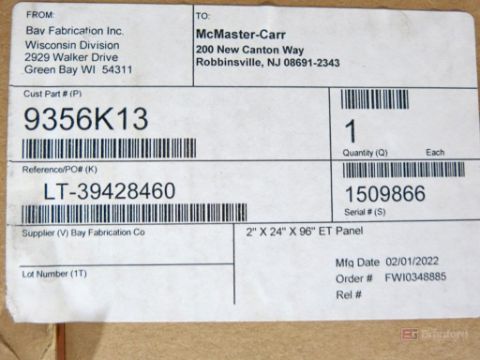 FROM:
Bay Fabrication Inc.
Wisconsin Division
2929 Walker Drive
Green Bay WI 54311
TO:
McMaster-Carr
200 New Canton Way
Robbinsville, NJ 08691-2343
Cust Part # (P)
9356K13
1
Quantity (Q) Each
Reference/PO# (K)
LT-39428460
1509866
Serial # (S)
Supplier (V) Bay Fabrication Co
2" X 24" X 96" ET Panel
Lot Number (1T)
Mfg Date 02/01/2022
Order # FWI0348885
Rel #